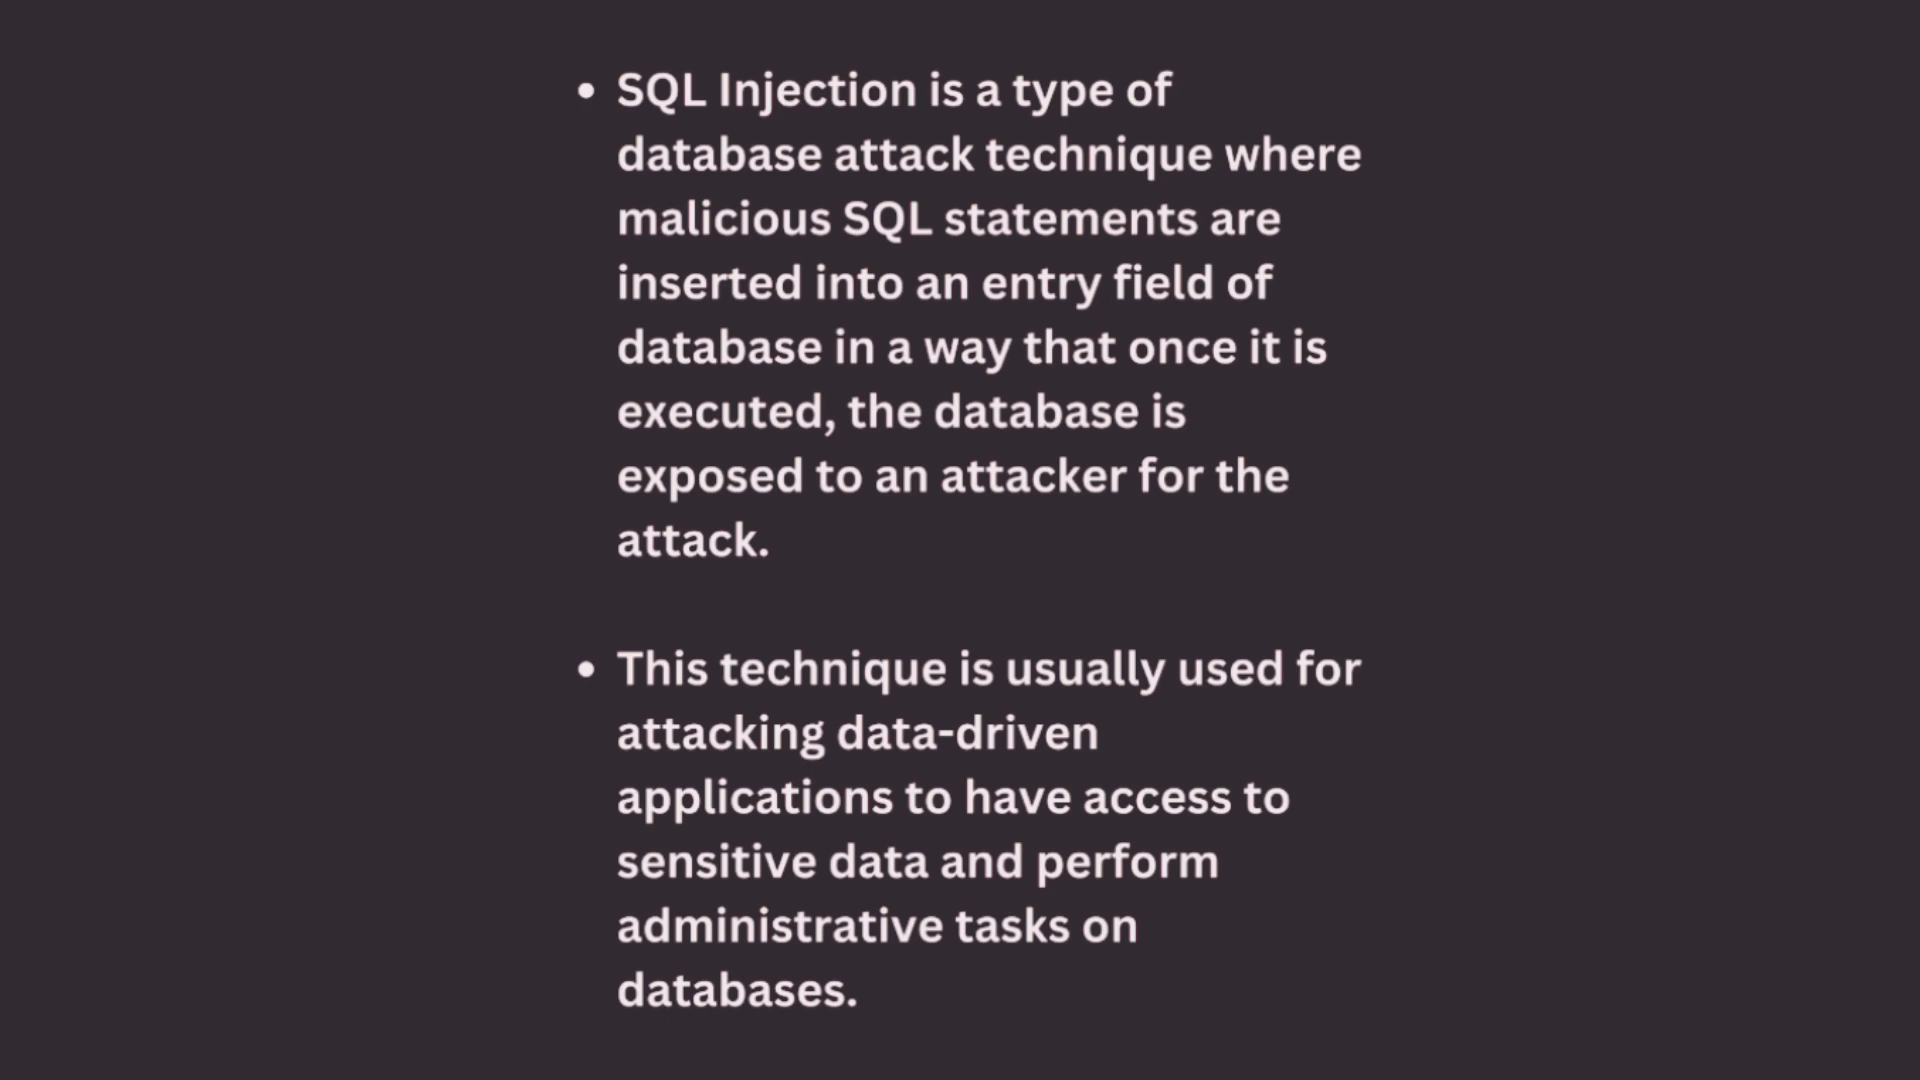 • SQL Injection is a type of
database attack technique where
malicious SQL statements are
inserted into an entry field of
database in a way that once it is
executed, the database is
exposed to an attacker for the
attack.
• This technique is usually used for
attacking data-driven
applications to have access to
sensitive data and perform
administrative tasks on
databases.